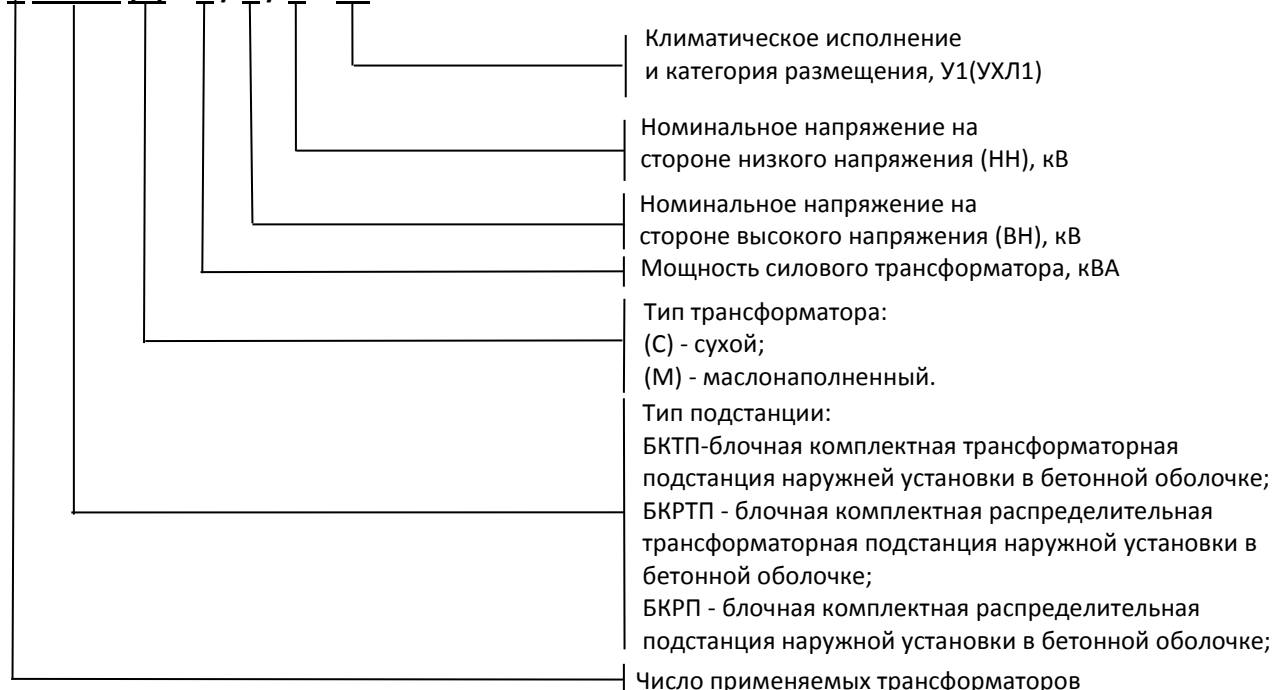 Климатическое исполнение
и категория размещения, У1(УХЛ1)
Номинальное напряжение на
стороне низкого напряжения (НН), кВ
Номинальное напряжение на
стороне высокого напряжения (ВН), кВ
Мощность силового трансформатора, кВА
Тип трансформатора:
(С) - сухой;
(М) - маслонаполненный.
Тип подстанции:
БКТП-блочная комплектная трансформаторная
подстанция наружней установки в бетонной оболочке;
БКРТП - блочная комплектная распределительная
трансформаторная подстанция наружной установки в
бетонной оболочке;
БКРП - блочная комплектная распределительная
подстанция наружной установки в бетонной оболочке;
Число применяемых трансформаторов